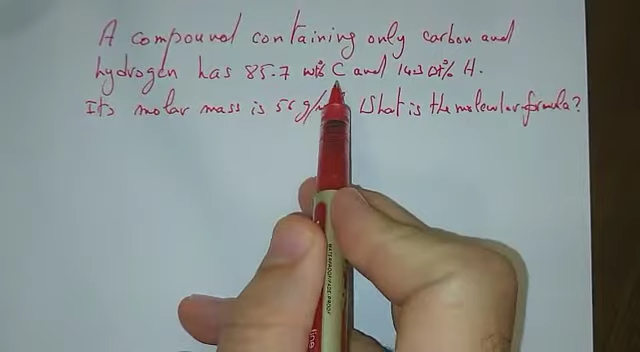 A compound containing only carbon and
hydrogen has 85.7 wt% C and 14.3 wt% H.
Its molar mass is 56 g/ What is the molecular formula?